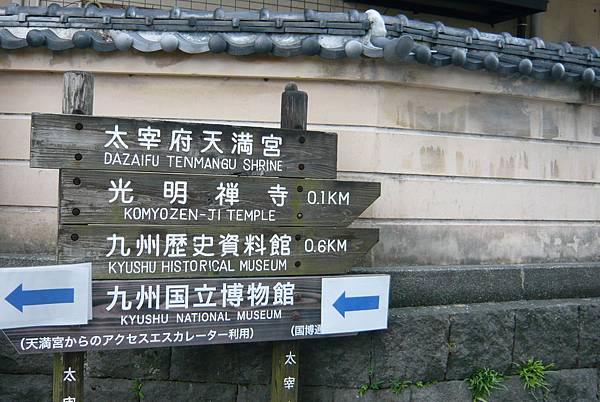 太宰府天満宮
DAZAIFU TENMANGU SHRINE
光明禅寺 0.1KM
KOMYOZEN-JI TEMPLE
九州歴史資料館 0.6KM
KYUSHU HISTORICAL MUSEUM
九州国立博物館
KYUSHU NATIONAL MUSEUM
(天満宮からのアクセスエスカレーター利用) (国博通
太宰
太宰